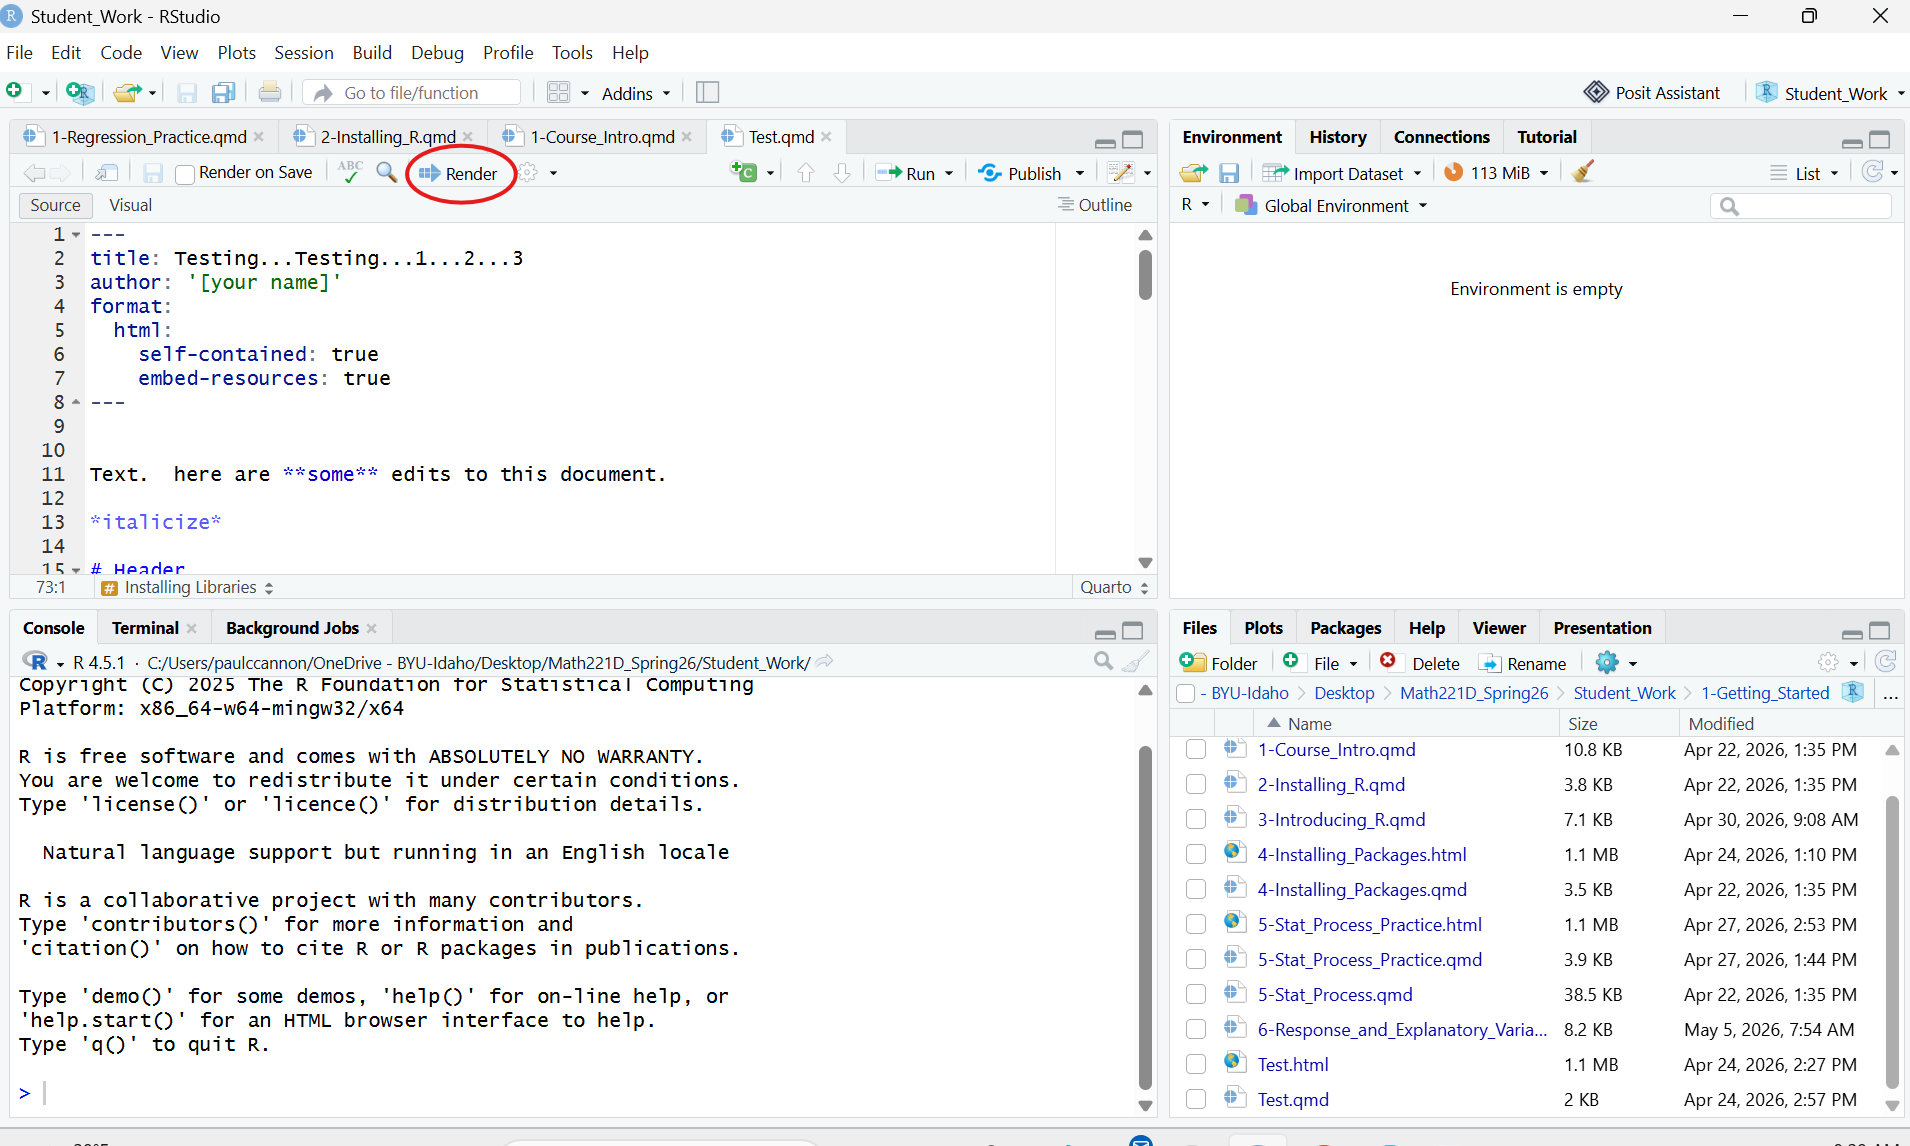 Student_Work - RStudio
File Edit Code View Plots Session Build Debug Profile Tools Help
Go to file/function Addins Posit Assistant Student_Work
1-Regression_Practice.qmd 2-Installing_R.qmd 1-Course_Intro.qmd Test.qmd
Render on Save ABC Render Run Publish
Source Visual Outline
1 ---
2 title: Testing...Testing...1...2...3
3 author: '[your name]'
4 format:
5 html:
6 self-contained: true
7 embed-resources: true
8 ---
9
10
11 Text.  here are **some** edits to this document.
12
13 *italicize*
14
15 # Header
73:1 # Installing Libraries Quarto
Console Terminal Background Jobs
R 4.5.1 · C:/Users/paulccannon/OneDrive - BYU-Idaho/Desktop/Math221D_Spring26/Student_Work/
Copyright (C) 2025 The R Foundation for Statistical Computing
Platform: x86_64-w64-mingw32/x64
R is free software and comes with ABSOLUTELY NO WARRANTY.
You are welcome to redistribute it under certain conditions.
Type 'license()' or 'licence()' for distribution details.
Natural language support but running in an English locale
R is a collaborative project with many contributors.
Type 'contributors()' for more information and
'citation()' on how to cite R or R packages in publications.
Type 'demo()' for some demos, 'help()' for on-line help, or
'help.start()' for an HTML browser interface to help.
Type 'q()' to quit R.
>
Environment History Connections Tutorial
Import Dataset 113 MiB List
R Global Environment
Environment is empty
Files Plots Packages Help Viewer Presentation
Folder File Delete Rename
- BYU-Idaho Desktop Math221D_Spring26 Student_Work 1-Getting_Started ...
Name Size Modified
1-Course_Intro.qmd 10.8 KB Apr 22, 2026, 1:35 PM
2-Installing_R.qmd 3.8 KB Apr 22, 2026, 1:35 PM
3-Introducing_R.qmd 7.1 KB Apr 30, 2026, 9:08 AM
4-Installing_Packages.html 1.1 MB Apr 24, 2026, 1:10 PM
4-Installing_Packages.qmd 3.5 KB Apr 22, 2026, 1:35 PM
5-Stat_Process_Practice.html 1.1 MB Apr 27, 2026, 2:53 PM
5-Stat_Process_Practice.qmd 3.9 KB Apr 27, 2026, 1:44 PM
5-Stat_Process.qmd 38.5 KB Apr 22, 2026, 1:35 PM
6-Response_and_Explanatory_Varia... 8.2 KB May 5, 2026, 7:54 AM
Test.html 1.1 MB Apr 24, 2026, 2:27 PM
Test.qmd 2 KB Apr 24, 2026, 2:57 PM